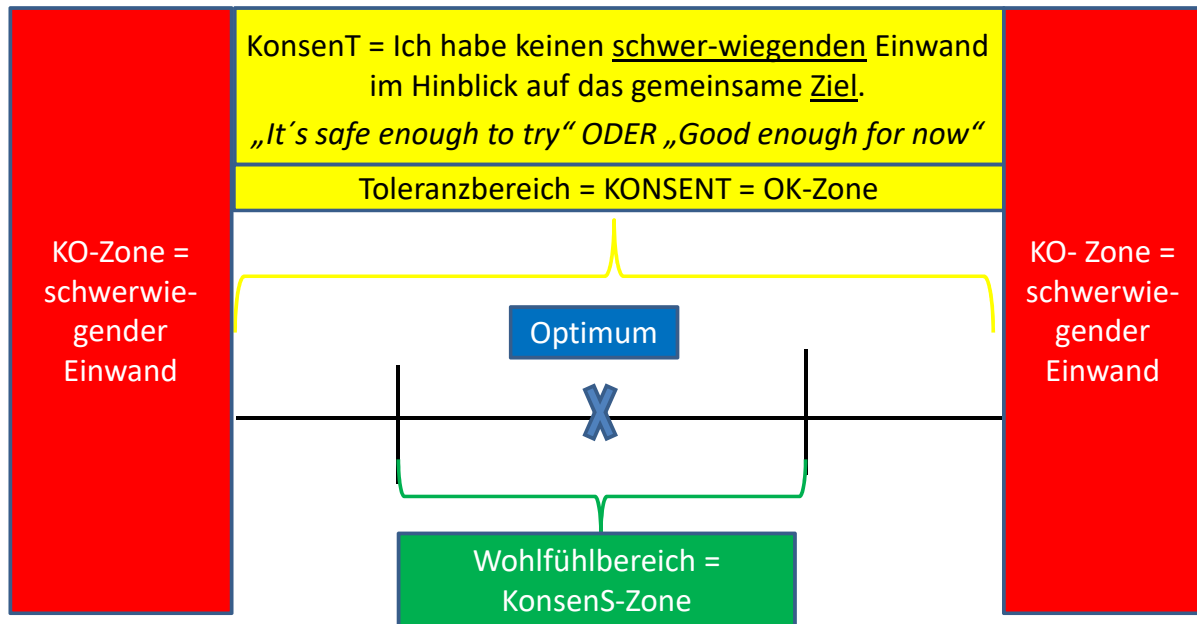 KonsenT = Ich habe keinen schwer-wiegenden Einwand
im Hinblick auf das gemeinsame Ziel.
„It´s safe enough to try“ ODER „Good enough for now“
Toleranzbereich = KONSENT = OK-Zone
KO-Zone =
schwerwie-
gender
Einwand
Optimum
KO- Zone =
schwerwie-
gender
Einwand
Wohlfühlbereich =
KonsenS-Zone